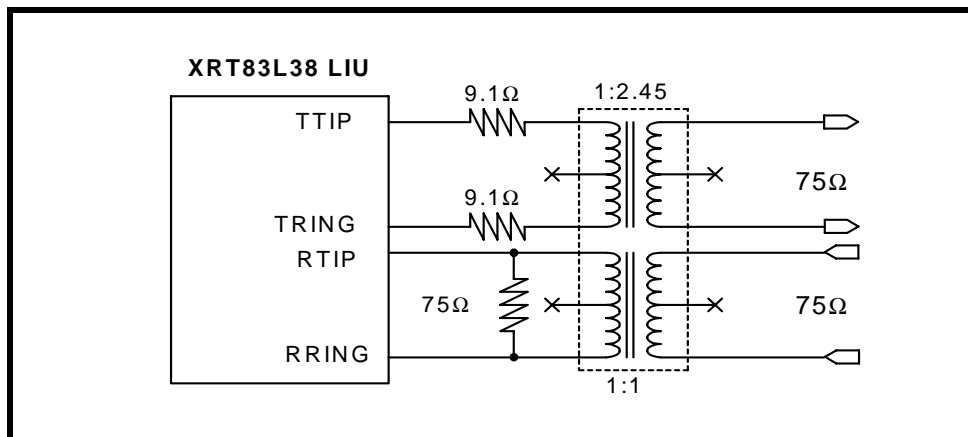 XRT83L38 LIU
9.1Ω
1:2.45
TTIP
75Ω
9.1Ω
TRING
RTIP
75Ω
75Ω
RRING
1:1